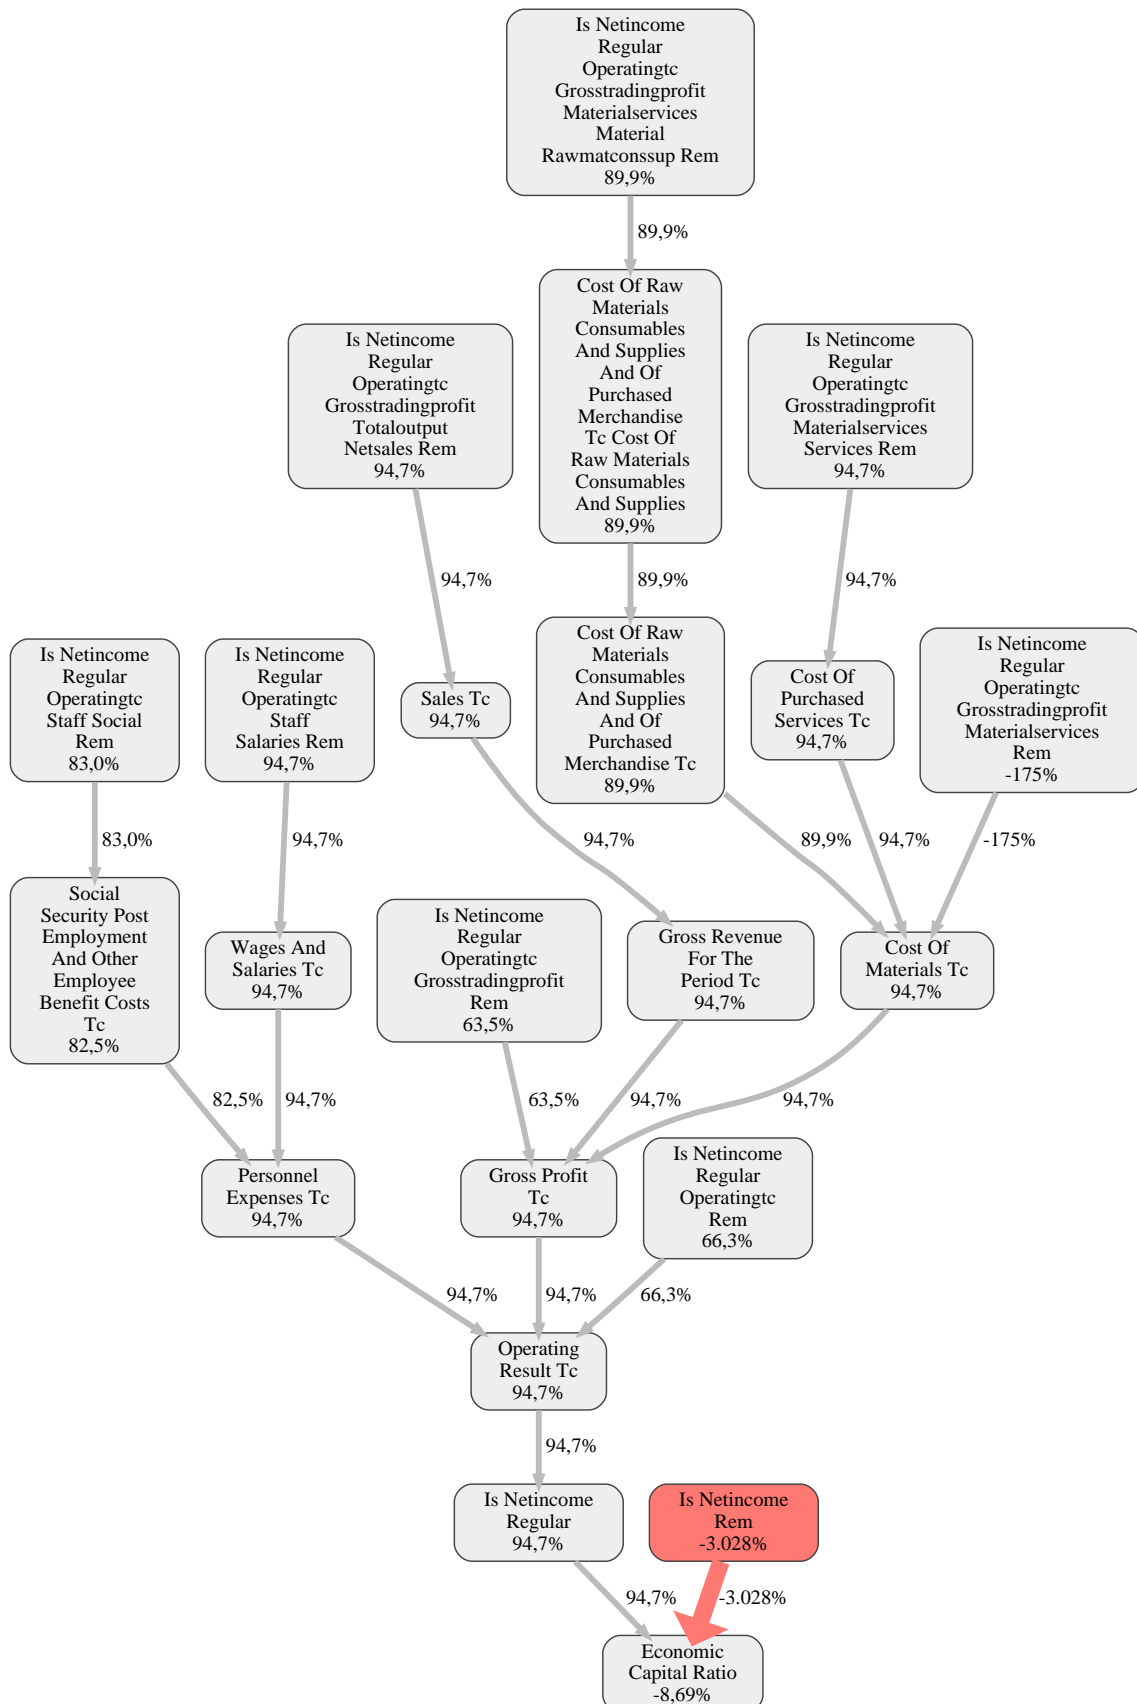 Is Netincome
Regular
Operatingtc
Grosstradingprofit
Materialservices
Material
Rawmatconssup Rem
89,9%
89,9%
Cost Of Raw
Materials
Consumables
And Supplies
And Of
Purchased
Merchandise
Tc Cost Of
Raw Materials
Consumables
And Supplies
89,9%
Is Netincome
Regular
Operatingtc
Grosstradingprofit
Totaloutput
Netsales Rem
94,7%
Is Netincome
Regular
Operatingtc
Grosstradingprofit
Materialservices
Services Rem
94,7%
94,7%
89,9%
94,7%
Is Netincome
Regular
Operatingtc
Staff Social
Rem
83,0%
Is Netincome
Regular
Operatingtc
Staff
Salaries Rem
94,7%
Sales Tc
94,7%
Cost Of Raw
Materials
Consumables
And Supplies
And Of
Purchased
Merchandise Tc
89,9%
Cost Of
Purchased
Services Tc
94,7%
Is Netincome
Regular
Operatingtc
Grosstradingprofit
Materialservices
Rem
-175%
83,0%
94,7%
94,7%
89,9%
94,7%
-175%
Social
Security Post
Employment
And Other
Employee
Benefit Costs
Tc
82,5%
Wages And
Salaries Tc
94,7%
Is Netincome
Regular
Operatingtc
Grosstradingprofit
Rem
63,5%
Gross Revenue
For The
Period Tc
94,7%
Cost Of
Materials Tc
94,7%
82,5%
94,7%
63,5%
94,7%
94,7%
Personnel
Expenses Tc
94,7%
Gross Profit
Tc
94,7%
Is Netincome
Regular
Operatingtc
Rem
66,3%
94,7%
94,7%
66,3%
Operating
Result Tc
94,7%
94,7%
Is Netincome
Regular
94,7%
Is Netincome
Rem
-3.028%
94,7%
-3.028%
Economic
Capital Ratio
-8,69%